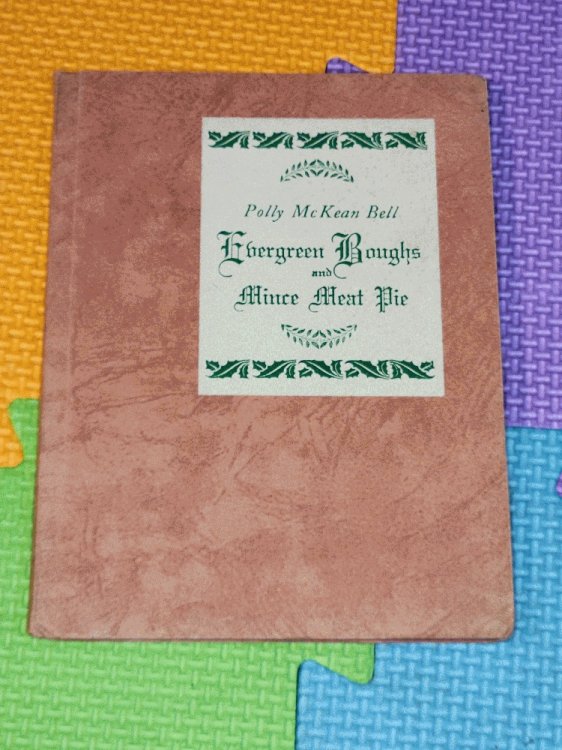 Polly McKean Bell
Evergreen Boughs
and
Mince Meat Pie